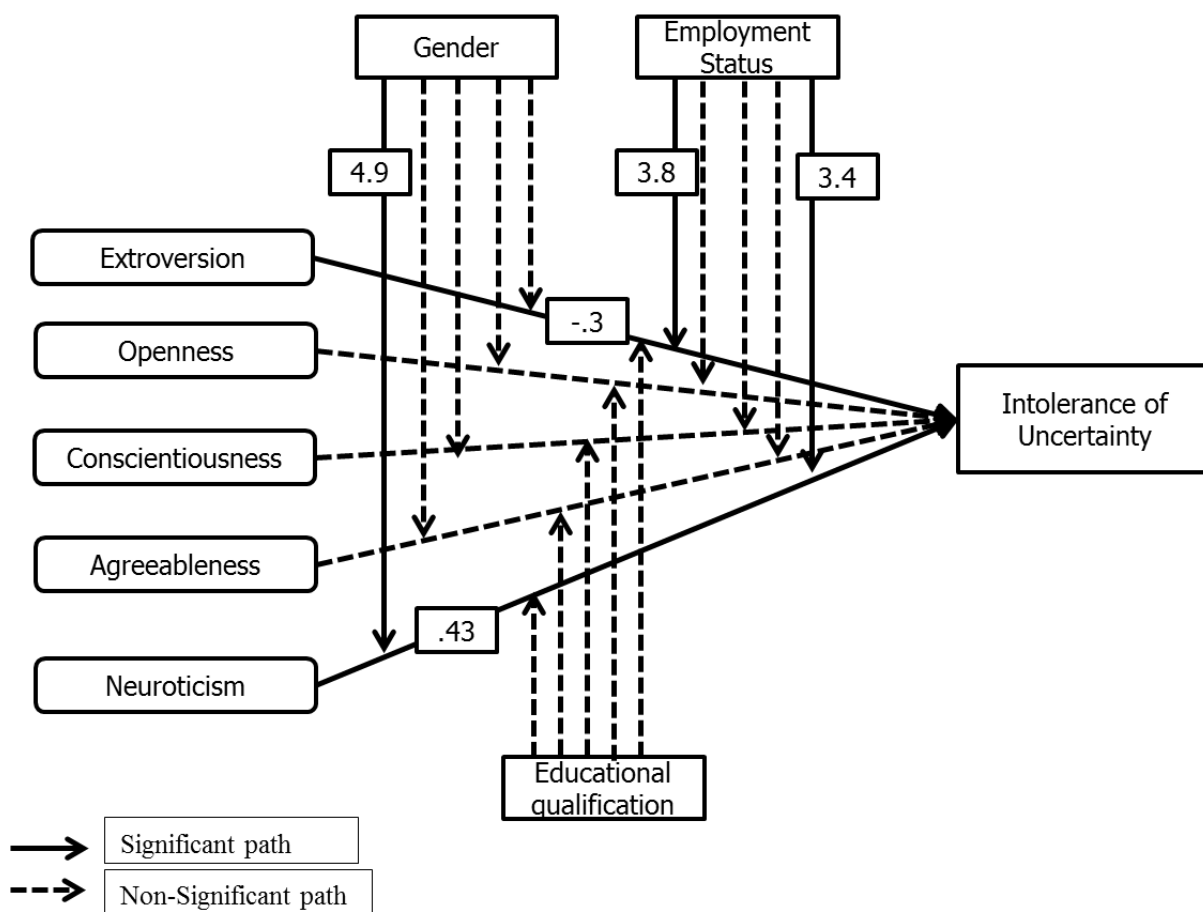 Gender
Employment
Status
4.9
3.8
3.4
Extroversion
-.3
Openness
Intolerance of
Uncertainty
Conscientiousness
Agreeableness
.43
Neuroticism
Educational
qualification
Significant path
Non-Significant path